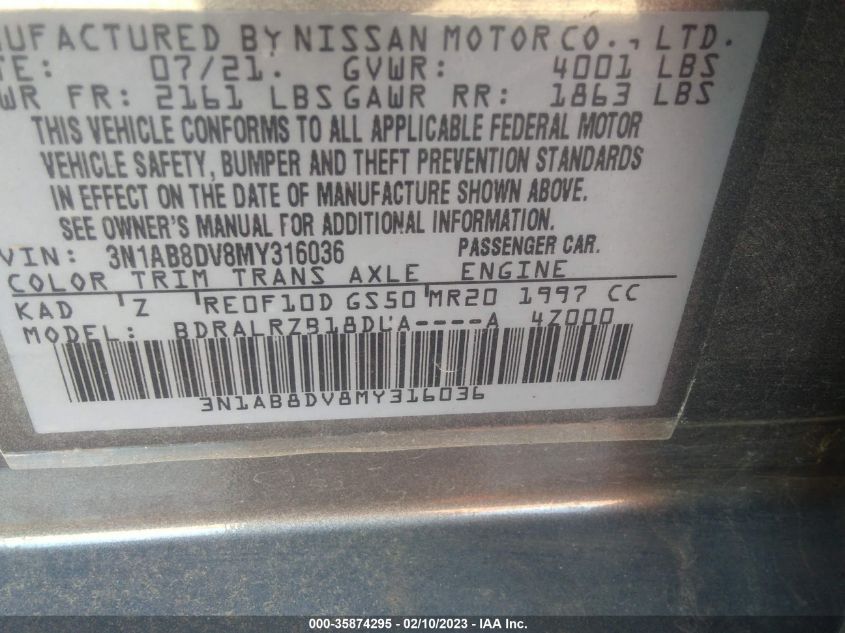 UFACTURED BY NISSAN MOTOR CO., LTD.
TE: 07/21. GVWR: 4001 LBS
WR FR: 2161 LBS GAWR RR: 1863 LBS
THIS VEHICLE CONFORMS TO ALL APPLICABLE FEDERAL MOTOR
VEHICLE SAFETY, BUMPER AND THEFT PREVENTION STANDARDS
IN EFFECT ON THE DATE OF MANUFACTURE SHOWN ABOVE.
SEE OWNER'S MANUAL FOR ADDITIONAL INFORMATION.
VIN: 3N1AB8DV8MY316036 PASSENGER CAR.
COLOR TRIM TRANS AXLE ENGINE
KAD Z RE0F10D GS50 MR20 1997 CC
MODEL: BDRALRZB18DLA----A 4Z000
3N1AB8DV8MY316036
000-35874295 - 02/10/2023 - IAA Inc.